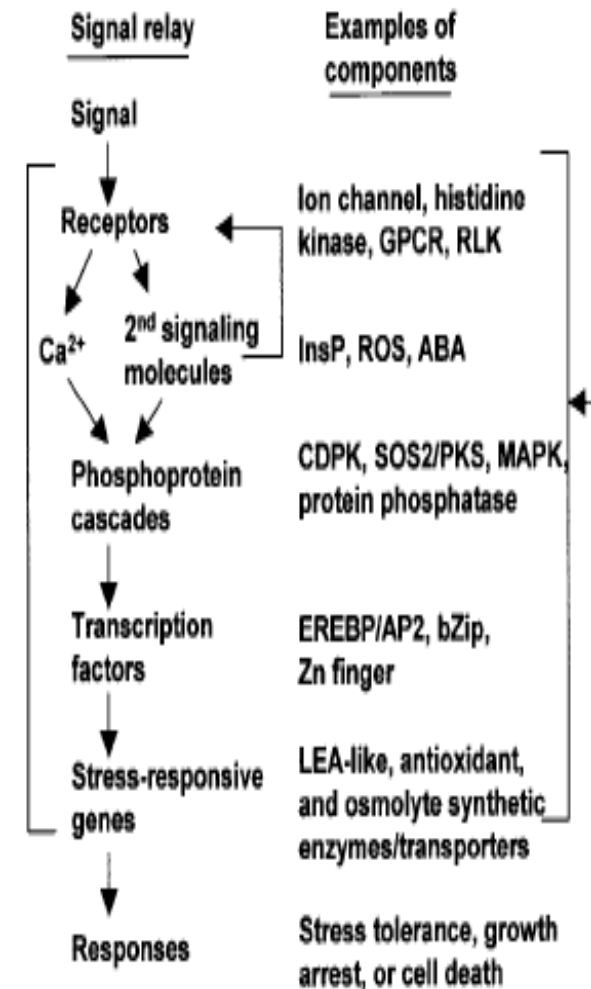 Signal relay
Examples of
components
Signal
Receptors
Ion channel, histidine
kinase, GPCR, RLK
Ca²⁺
2nd signaling
molecules
InsP, ROS, ABA
Phosphoprotein
cascades
CDPK, SOS2/PKS, MAPK,
protein phosphatase
Transcription
factors
EREBP/AP2, bZip,
Zn finger
Stress-responsive
genes
LEA-like, antioxidant,
and osmolyte synthetic
enzymes/transporters
Responses
Stress tolerance, growth
arrest, or cell death